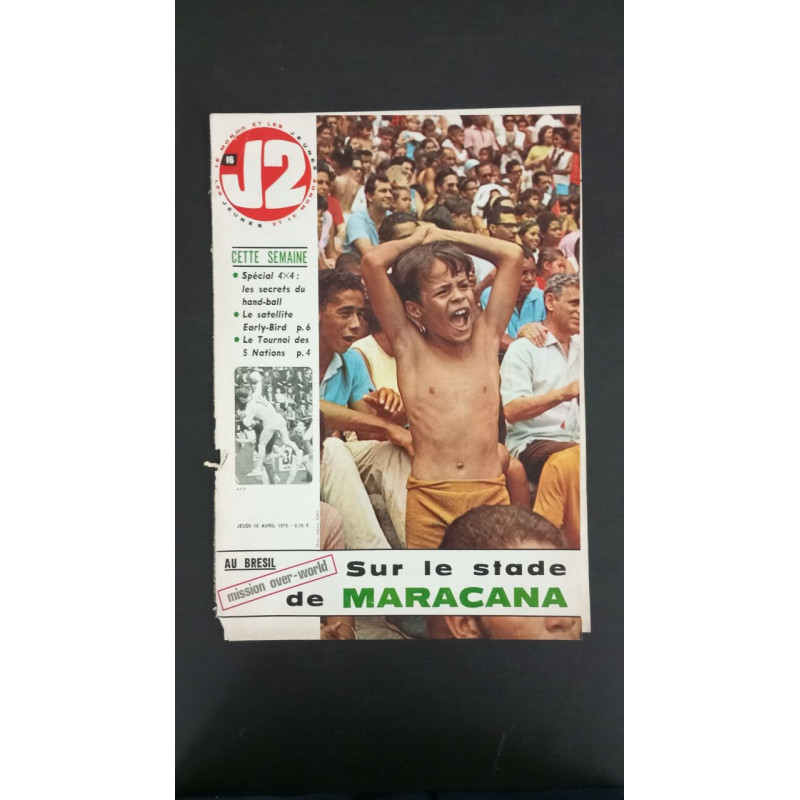 LE MONDE ET LES JEUNES
LES JEUNES ET LE MONDE
16
J2
CETTE SEMAINE
• Spécial 4×4 :
les secrets du
hand-ball
• Le satellite
Early-Bird p. 6
• Le Tournoi des
5 Nations p. 4
A.F.P.
JEUDI 16 AVRIL 1970 - 0,70 F
AU BRESIL
mission over-world
Sur le stade
de MARACANA